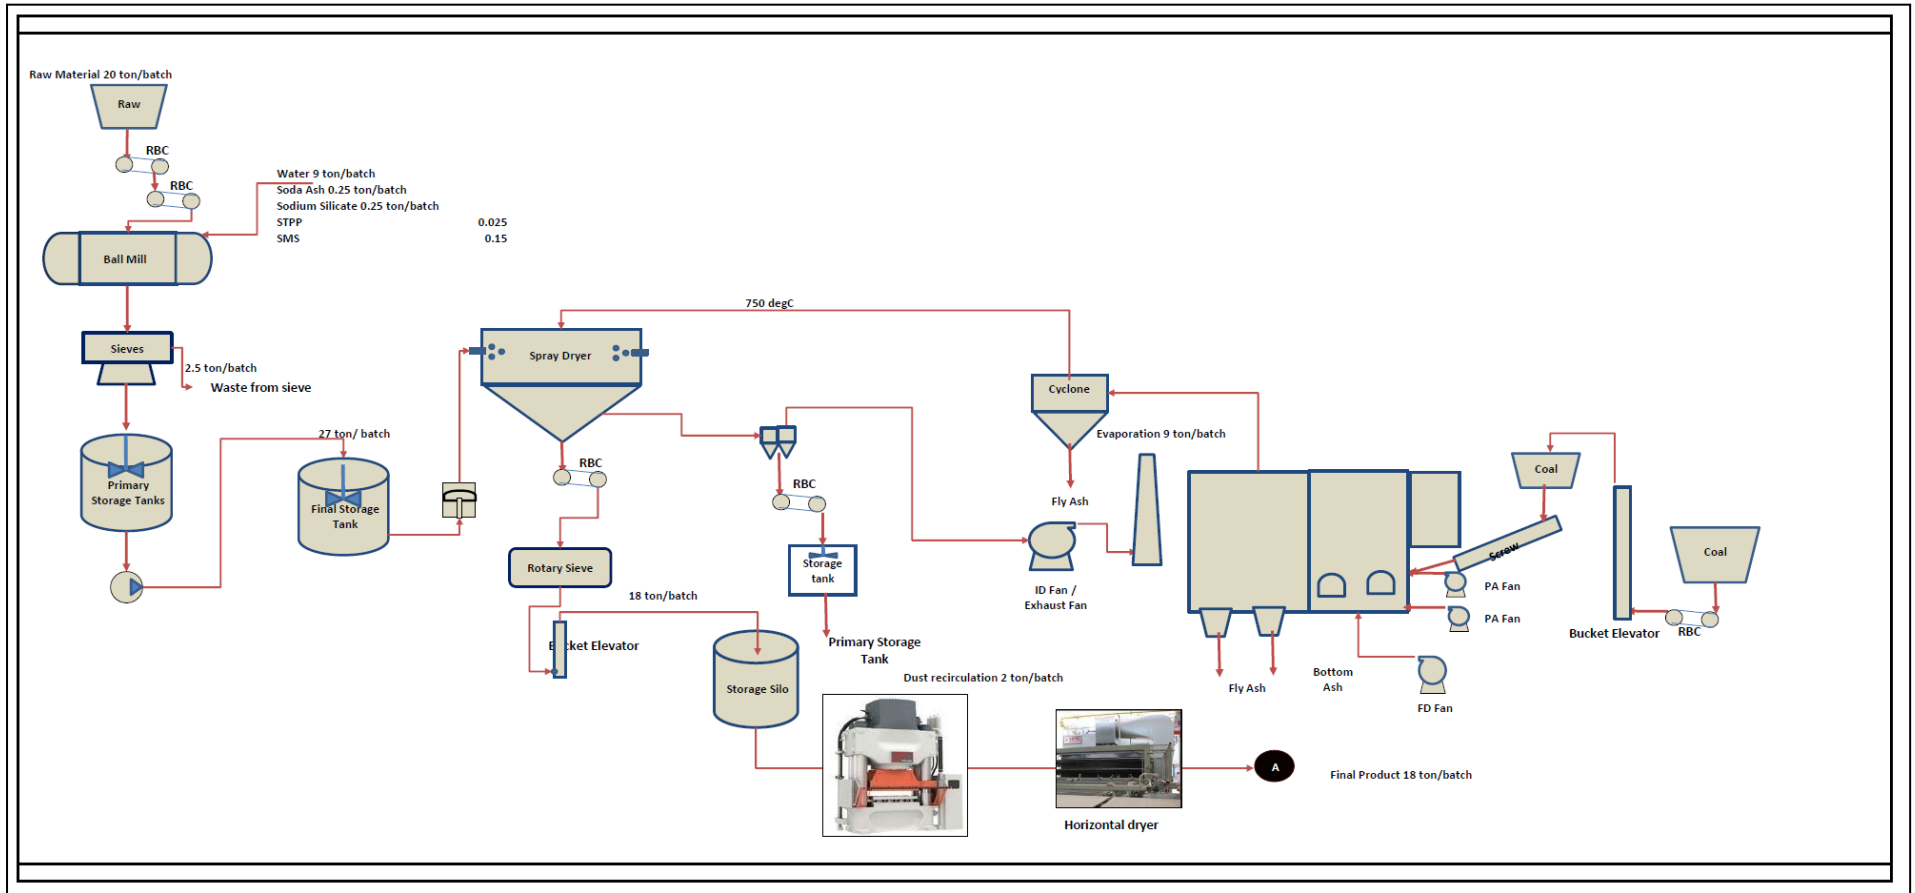 Raw Material 20 ton/batch
Raw
RBC
RBC
Water 9 ton/batch
Soda Ash 0.25 ton/batch
Sodium Silicate 0.25 ton/batch
STPP 0.025
SMS 0.15
Ball Mill
750 degC
Sieves
2.5 ton/batch
Waste from sieve
Spray Dryer
Cyclone
27 ton/ batch
Evaporation 9 ton/batch
Primary
Storage Tanks
Final Storage
Tank
RBC
RBC
Fly Ash
Coal
Screw
Coal
Rotary Sieve
Storage
tank
ID Fan /
Exhaust Fan
PA Fan
PA Fan
18 ton/batch
Bucket Elevator
RBC
cket Elevator
Primary Storage
Tank
Dust recirculation 2 ton/batch
Storage Silo
Fly Ash
Bottom
Ash
FD Fan
A
Final Product 18 ton/batch
Horizontal dryer